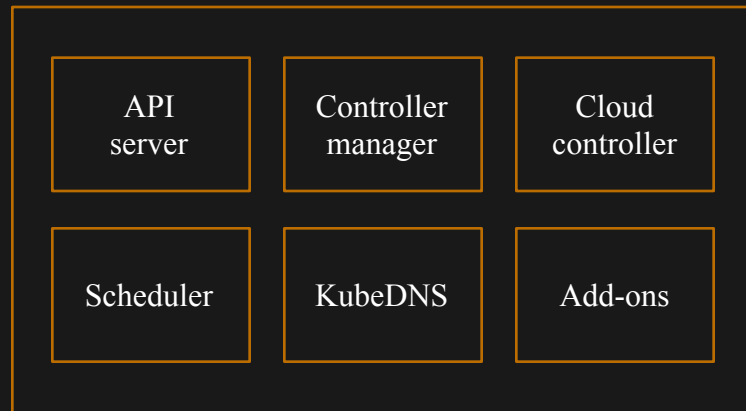 API
server
Controller
manager
Cloud
controller
Scheduler
KubeDNS
Add-ons